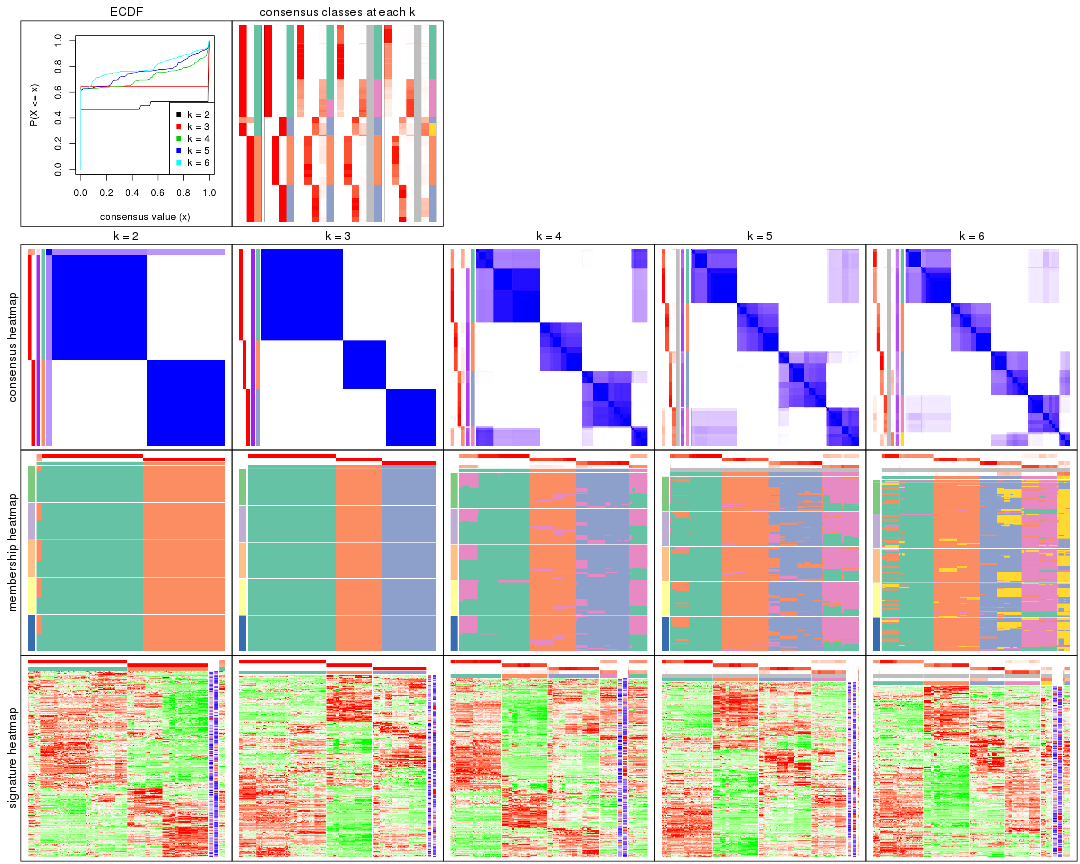 ECDF
consensus classes at each k
P(X <= x)
0.0
0.2
0.4
0.6
0.8
1.0
k = 2
k = 3
k = 4
k = 5
k = 6
0.0 0.2 0.4 0.6 0.8 1.0
consensus value (x)
k = 2
k = 3
k = 4
k = 5
k = 6
consensus heatmap
membership heatmap
signature heatmap